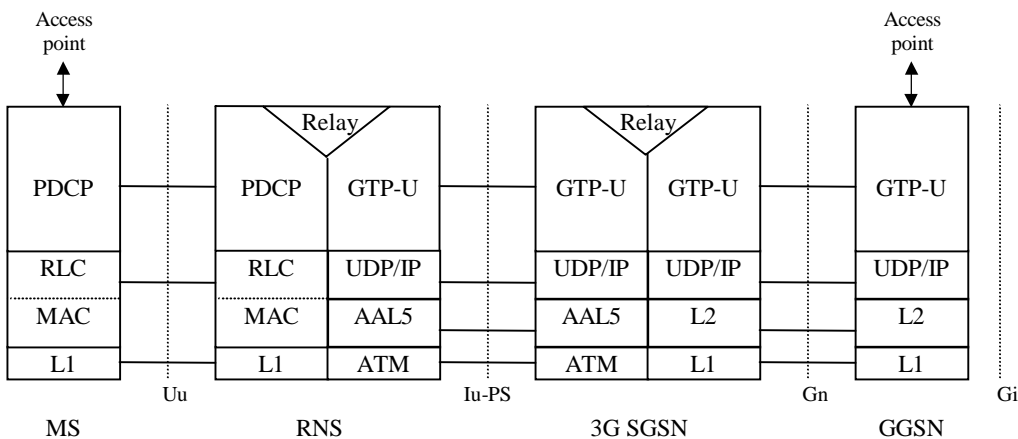 Access
point
Access
point
Relay
Relay
PDCP
PDCP
GTP-U
GTP-U
GTP-U
GTP-U
RLC
RLC
UDP/IP
UDP/IP
UDP/IP
UDP/IP
MAC
MAC
AAL5
AAL5
L2
L2
L1
L1
ATM
ATM
L1
L1
Uu
Iu-PS
Gn
Gi
MS
RNS
3G SGSN
GGSN